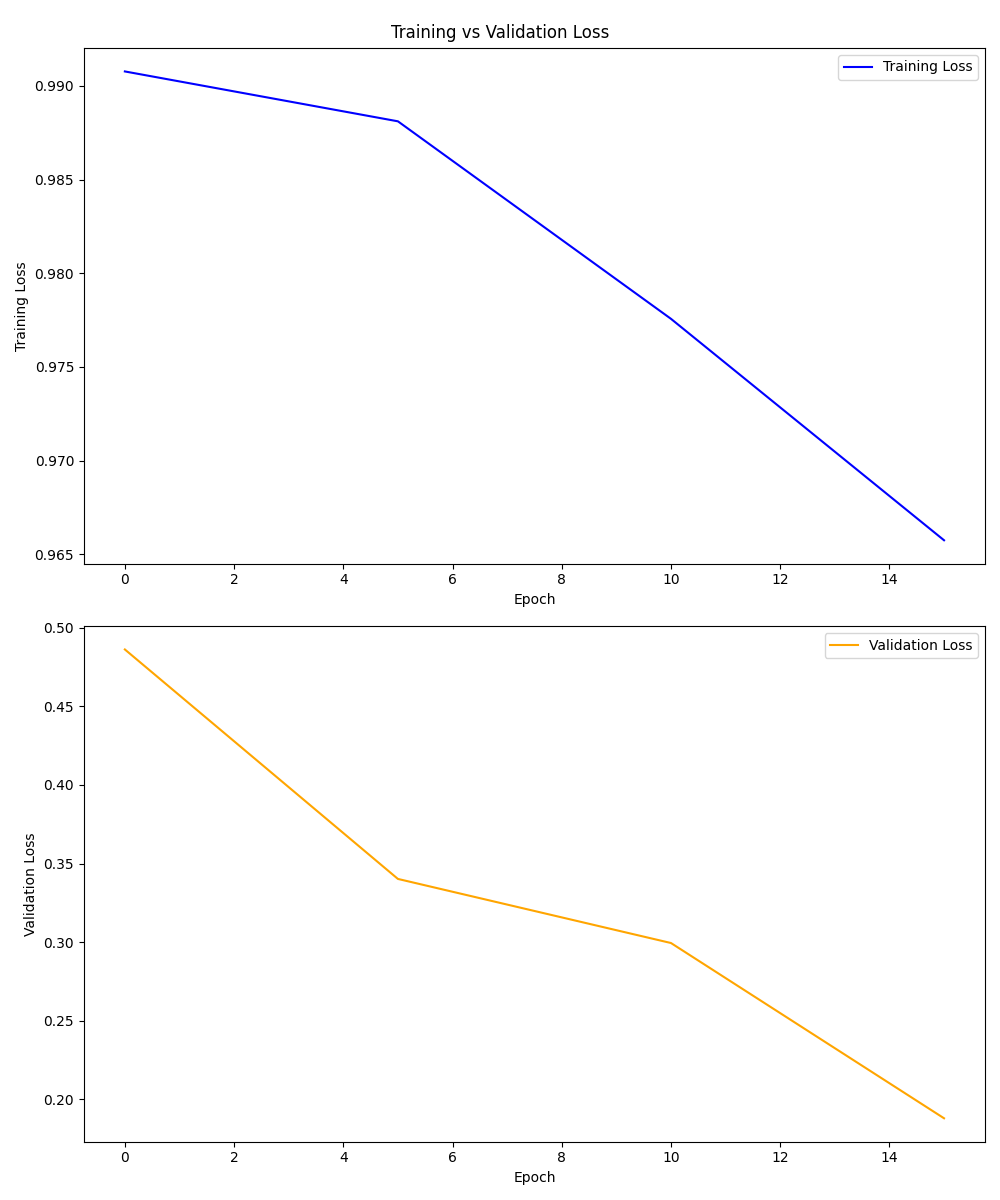 Training vs Validation Loss
Training Loss
0.990
0.985
0.980
0.975
0.970
0.965
Training Loss
0 2 4 6 8 10 12 14
Epoch
Validation Loss
0.50
0.45
0.40
0.35
0.30
0.25
0.20
Validation Loss
0 2 4 6 8 10 12 14
Epoch